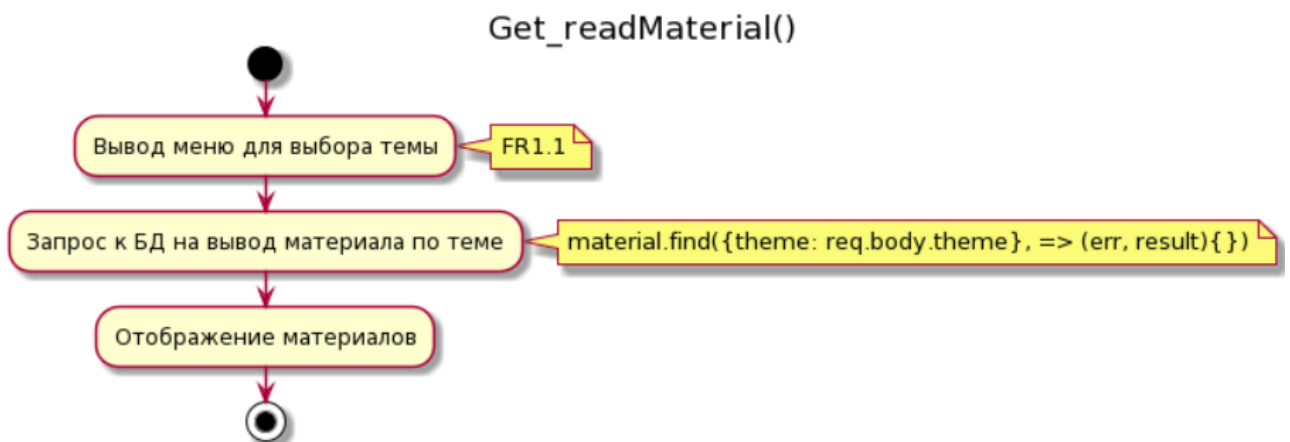 Get_readMaterial()
Вывод меню для выбора темы
FR1.1
Запрос к БД на вывод материала по теме
material.find({theme: req.body.theme}, => (err, result){})
Отображение материалов